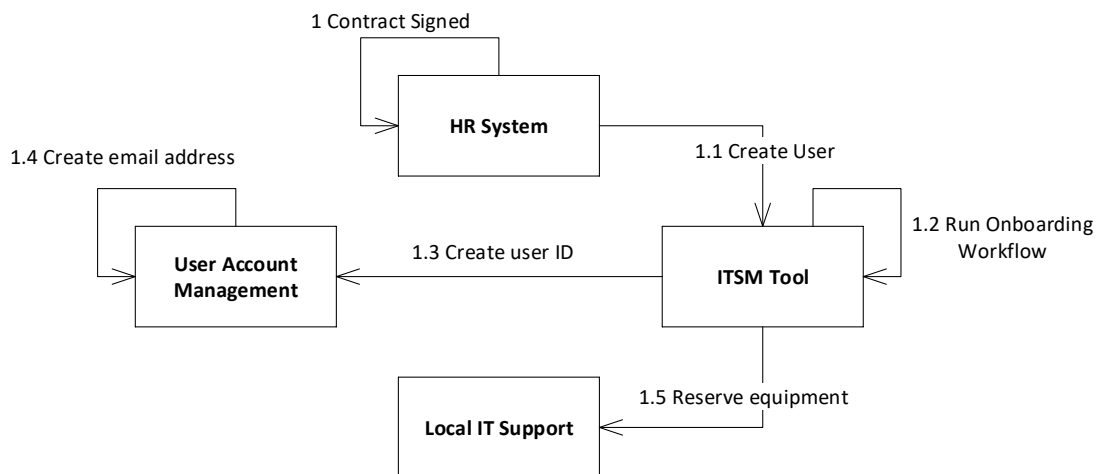 1 Contract Signed
HR System
1.4 Create email address
1.1 Create User
1.2 Run Onboarding
Workflow
1.3 Create user ID
User Account
Management
ITSM Tool
1.5 Reserve equipment
Local IT Support